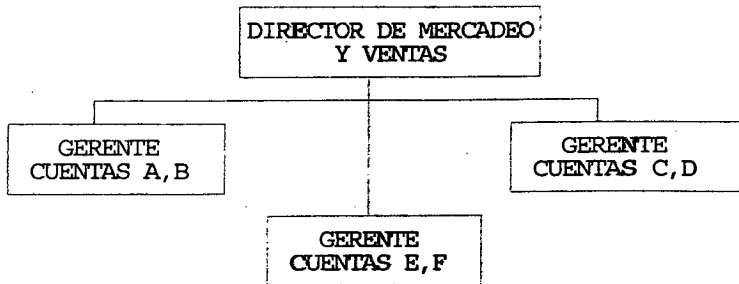 DIRECTOR DE MERCADEO
Y VENTAS
GERENTE
CUENTAS A,B
GERENTE
CUENTAS C,D
GERENTE
CUENTAS E,F